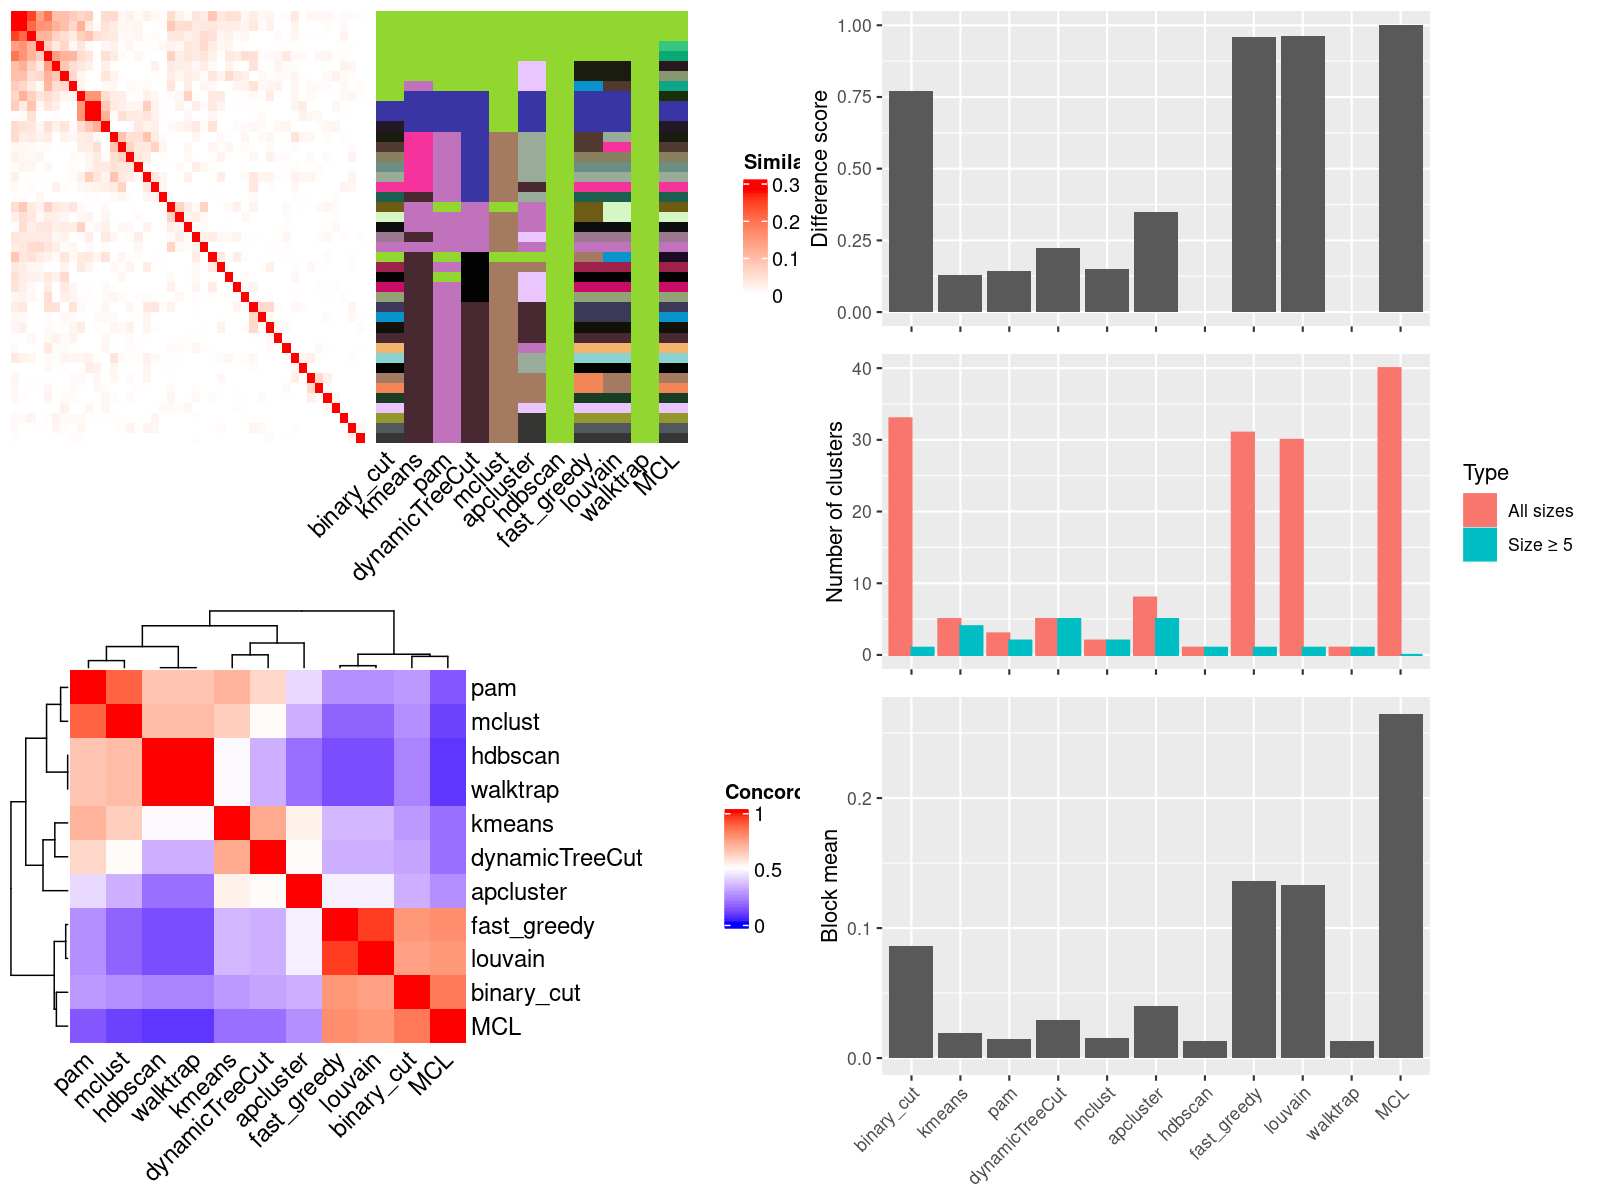 Simila
0.3
0.2
0.1
0
binary_cut
kmeans
pam
dynamicTreeCut
mclust
apcluster
hdbscan
fast_greedy
louvain
walktrap
MCL
Difference score
1.00
0.75
0.50
0.25
0.00
Number of clusters
40
30
20
10
0
Type
All sizes
Size ≥ 5
pam
mclust
hdbscan
walktrap
kmeans
dynamicTreeCut
apcluster
fast_greedy
louvain
binary_cut
MCL
pam
mclust
hdbscan
walktrap
kmeans
dynamicTreeCut
apcluster
fast_greedy
louvain
binary_cut
MCL
Concord
1
0.5
0
Block mean
0.2
0.1
0.0
binary_cut
kmeans
pam
dynamicTreeCut
mclust
apcluster
hdbscan
fast_greedy
louvain
walktrap
MCL